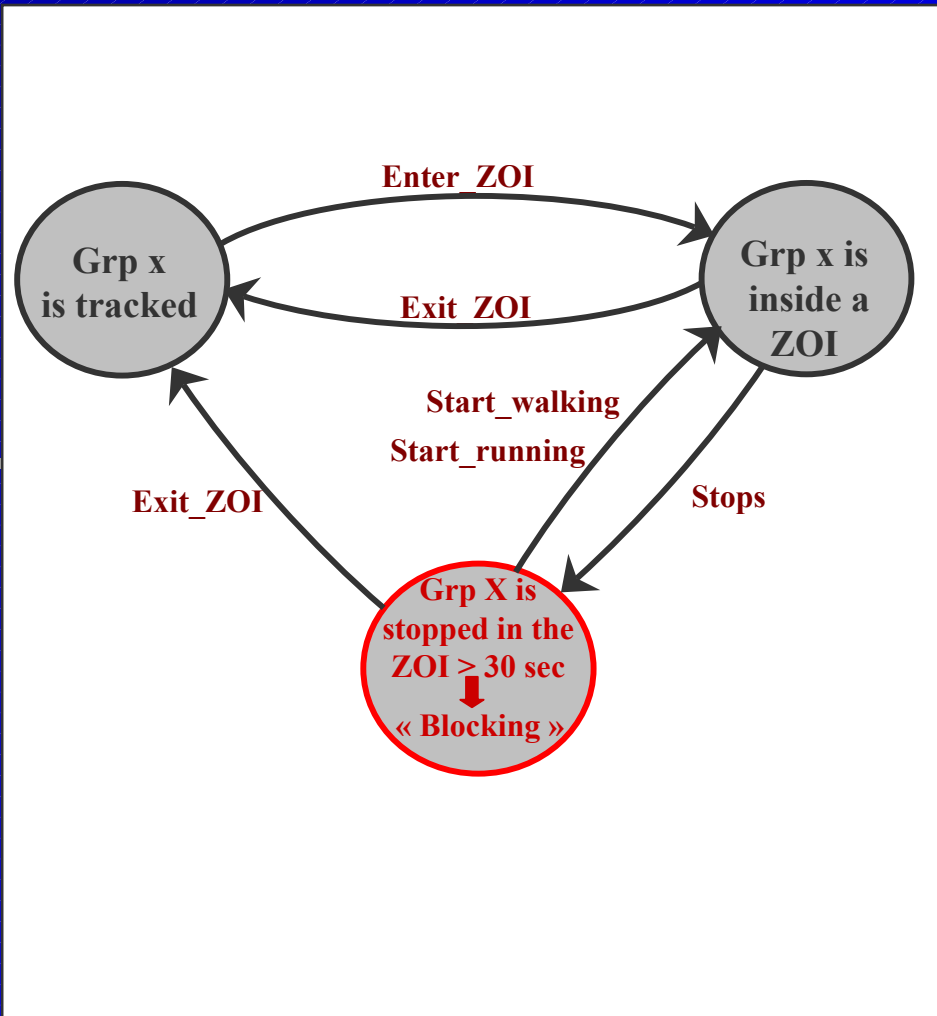 Enter_ZOI
Grp x
is tracked
Grp x is
inside a
ZOI
Exit_ZOI
Start_walking
Start_running
Exit_ZOI
Stops
Grp X is
stopped in the
ZOI > 30 sec
« Blocking »